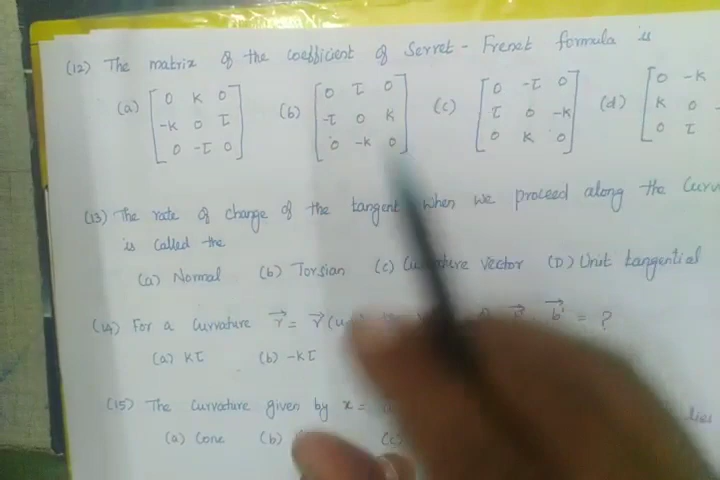 (12) The matrix of the coefficient of Serret - Frenet formula is
(a) [0 K 0
-K 0 τ
0 -τ 0]
(b) [0 τ 0
-τ 0 K
0 -K 0]
(c) [0 -τ 0
τ 0 -K
0 K 0]
(d) [0 -K
K 0
0 τ
(13) The rate of change of the tangent when we proceed along the
is called the
(a) Normal (b) Torsian (c) Curvature vector (D) Unit tangential
(14) For a curvature r⃗ = r⃗ = ?
(a) Kτ (b) -Kτ
(15) The curvature given by x = lies
(a) Cone (b) (c)